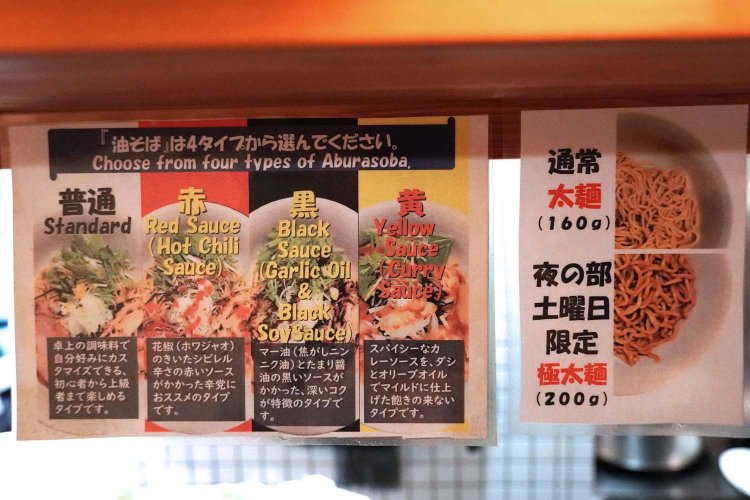 『油そば』は4タイプから選んでください。
Choose from four types of Aburasoba.
普通
Standard
卓上の調味料で
自分好みにカス
タマイズできる、
初心者から上級
者まで楽しめる
タイプです。
赤
Red Sauce
(Hot Chili
Sauce)
花椒（ホワジャオ）
のきいたシビレル
辛さの赤いソース
がかかった辛党に
おススメのタイプ
です。
黒
Black
Sauce
(Garlic Oil
&
Black
SoySauce)
マー油（焦がしニン
ニク油）とたまり醤
油の黒いソースが
かかった、深いコク
が特徴のタイプで
す。
黄
Yellow
Sauce
(Curry
Sauce)
スパイシーなカ
レーソースを、ダシ
とオリーブオイル
でマイルドに仕上
げた飽きの来ない
タイプです。
通常
太麺
(160g)
夜の部
土曜日
限定
極太麺
(200g)